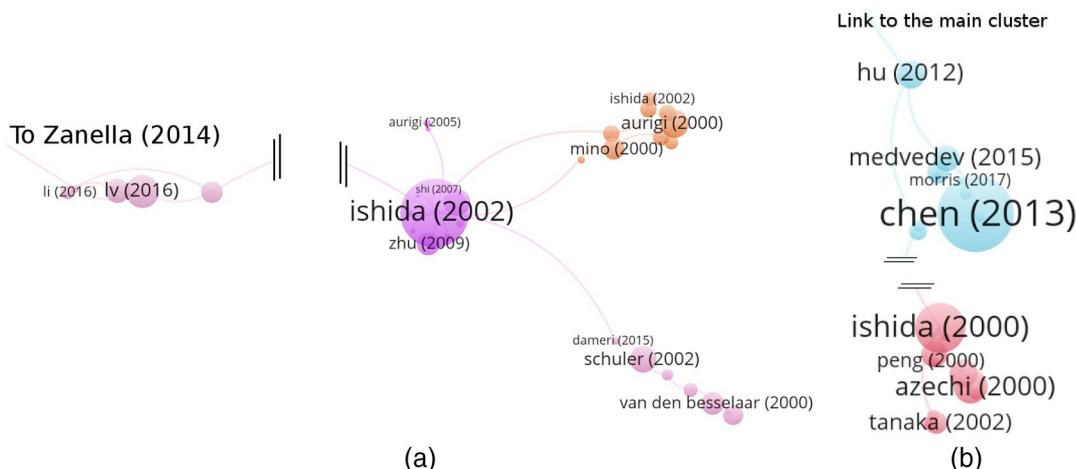 To Zanella (2014)
li (2016)
lv (2016)
aurigi (2005)
shi (2007)
ishida (2002)
zhu (2009)
ishida (2002)
aurigi (2000)
mino (2000)
dameri (2015)
schuler (2002)
van den besselaar (2000)
(a)
Link to the main cluster
hu (2012)
medvedev (2015)
morris (2017)
chen (2013)
ishida (2000)
peng (2000)
azechi (2000)
tanaka (2002)
(b)